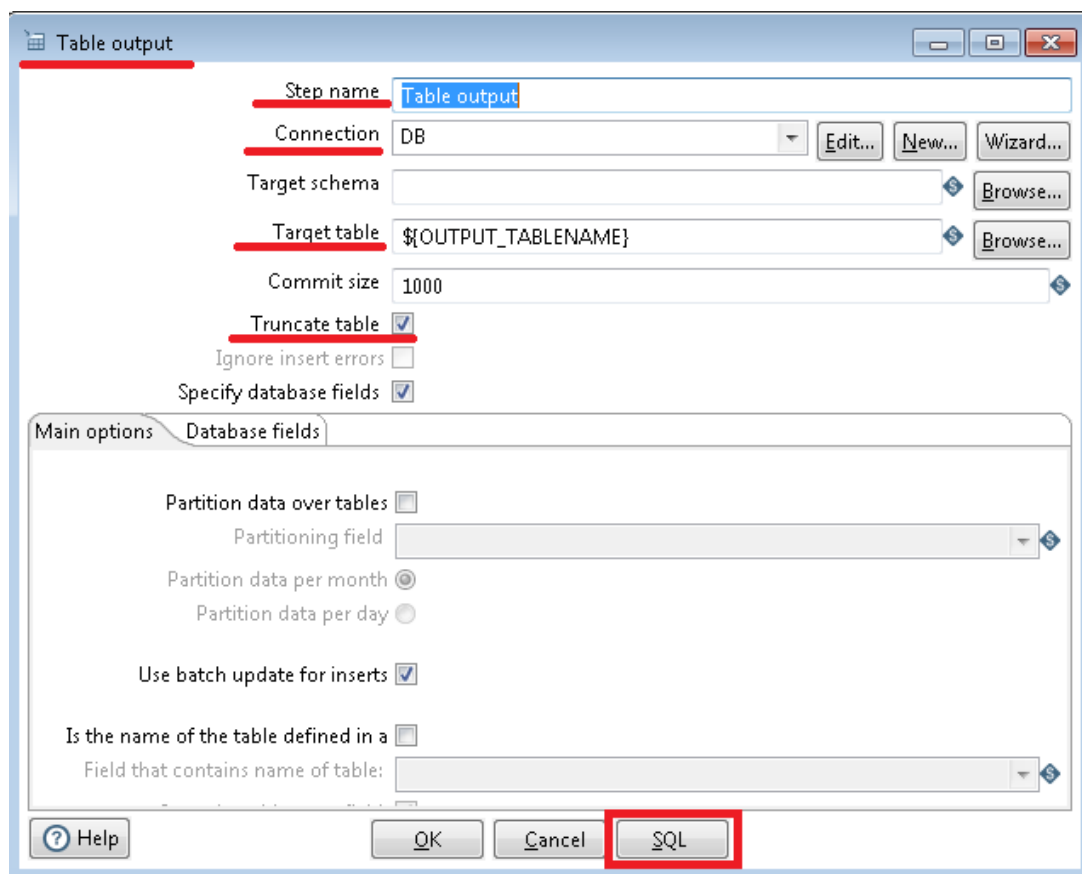 Table output
Step name Table output
Connection DB Edit... New... Wizard...
Target schema Browse...
Target table ${OUTPUT_TABLENAME} Browse...
Commit size 1000
Truncate table
Ignore insert errors
Specify database fields
Main options Database fields
Partition data over tables
Partitioning field
Partition data per month
Partition data per day
Use batch update for inserts
Is the name of the table defined in a
Field that contains name of table:
Help OK Cancel SQL